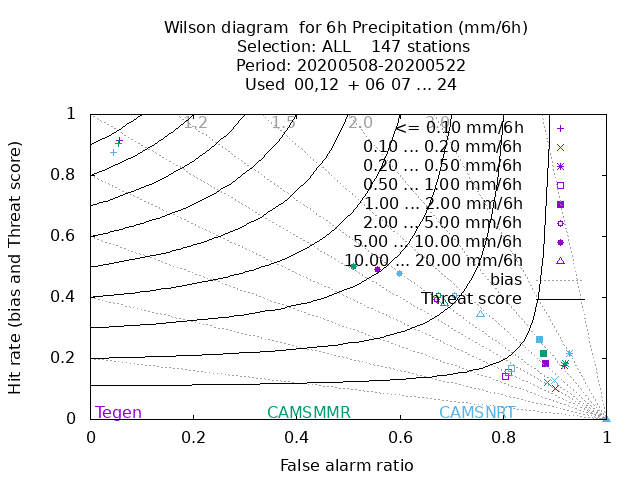 Wilson diagram for 6h Precipitation (mm/6h)
Selection: ALL 147 stations
Period: 20200508-20200522
Used 00,12 + 06 07 ... 24
Hit rate (bias and Threat score)
1
0.8
0.6
0.4
0.2
0
1.2
1.5
2.0
<= 0.10 mm/6h
0.10 ... 0.20 mm/6h
0.20 ... 0.50 mm/6h
0.50 ... 1.00 mm/6h
1.00 ... 2.00 mm/6h
2.00 ... 5.00 mm/6h
5.00 ... 10.00 mm/6h
10.00 ... 20.00 mm/6h
bias
Threat score
Tegen
CAMSMMR
CAMSNRT
0 0.2 0.4 0.6 0.8 1
False alarm ratio